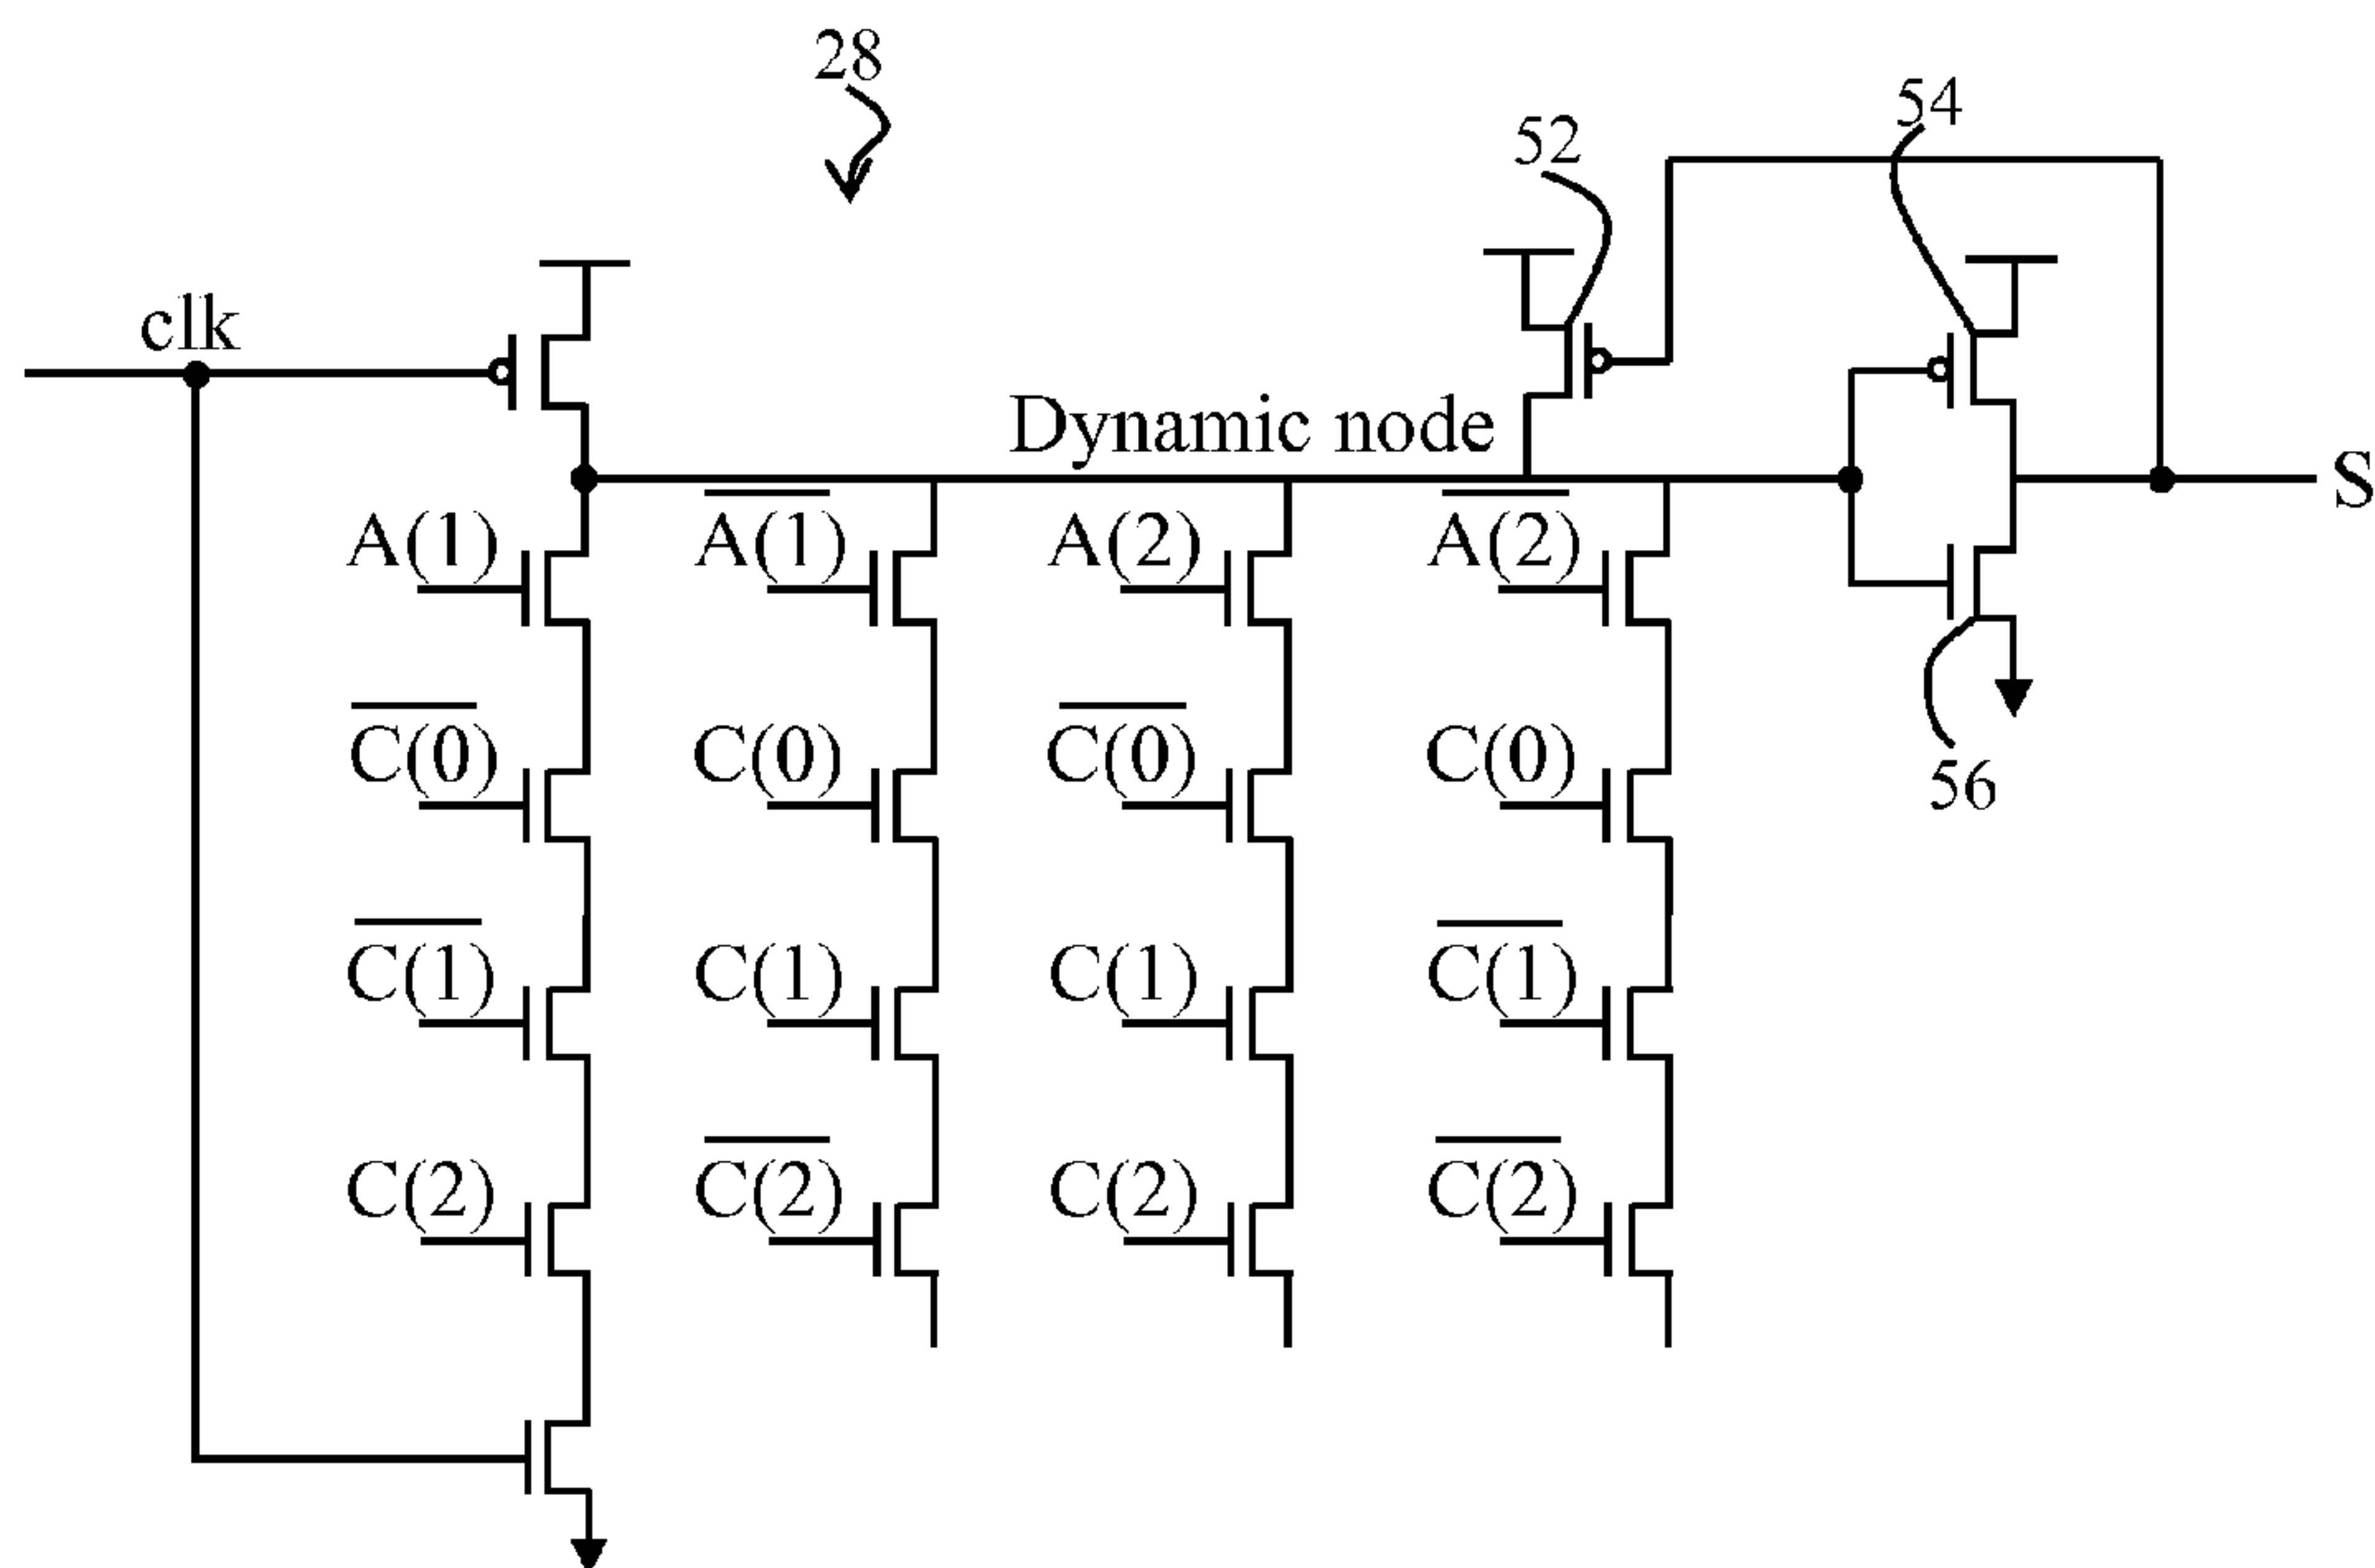 28
54
52
clk
Dynamic node
S
A(1) A̅(̅1̅)̅ A(2) A̅(̅2̅)̅
C̅(̅0̅)̅ C(0) C̅(̅0̅)̅ C(0)
56
C̅(̅1̅)̅ C(1) C(1) C̅(̅1̅)̅
C(2) C̅(̅2̅)̅ C(2) C̅(̅2̅)̅